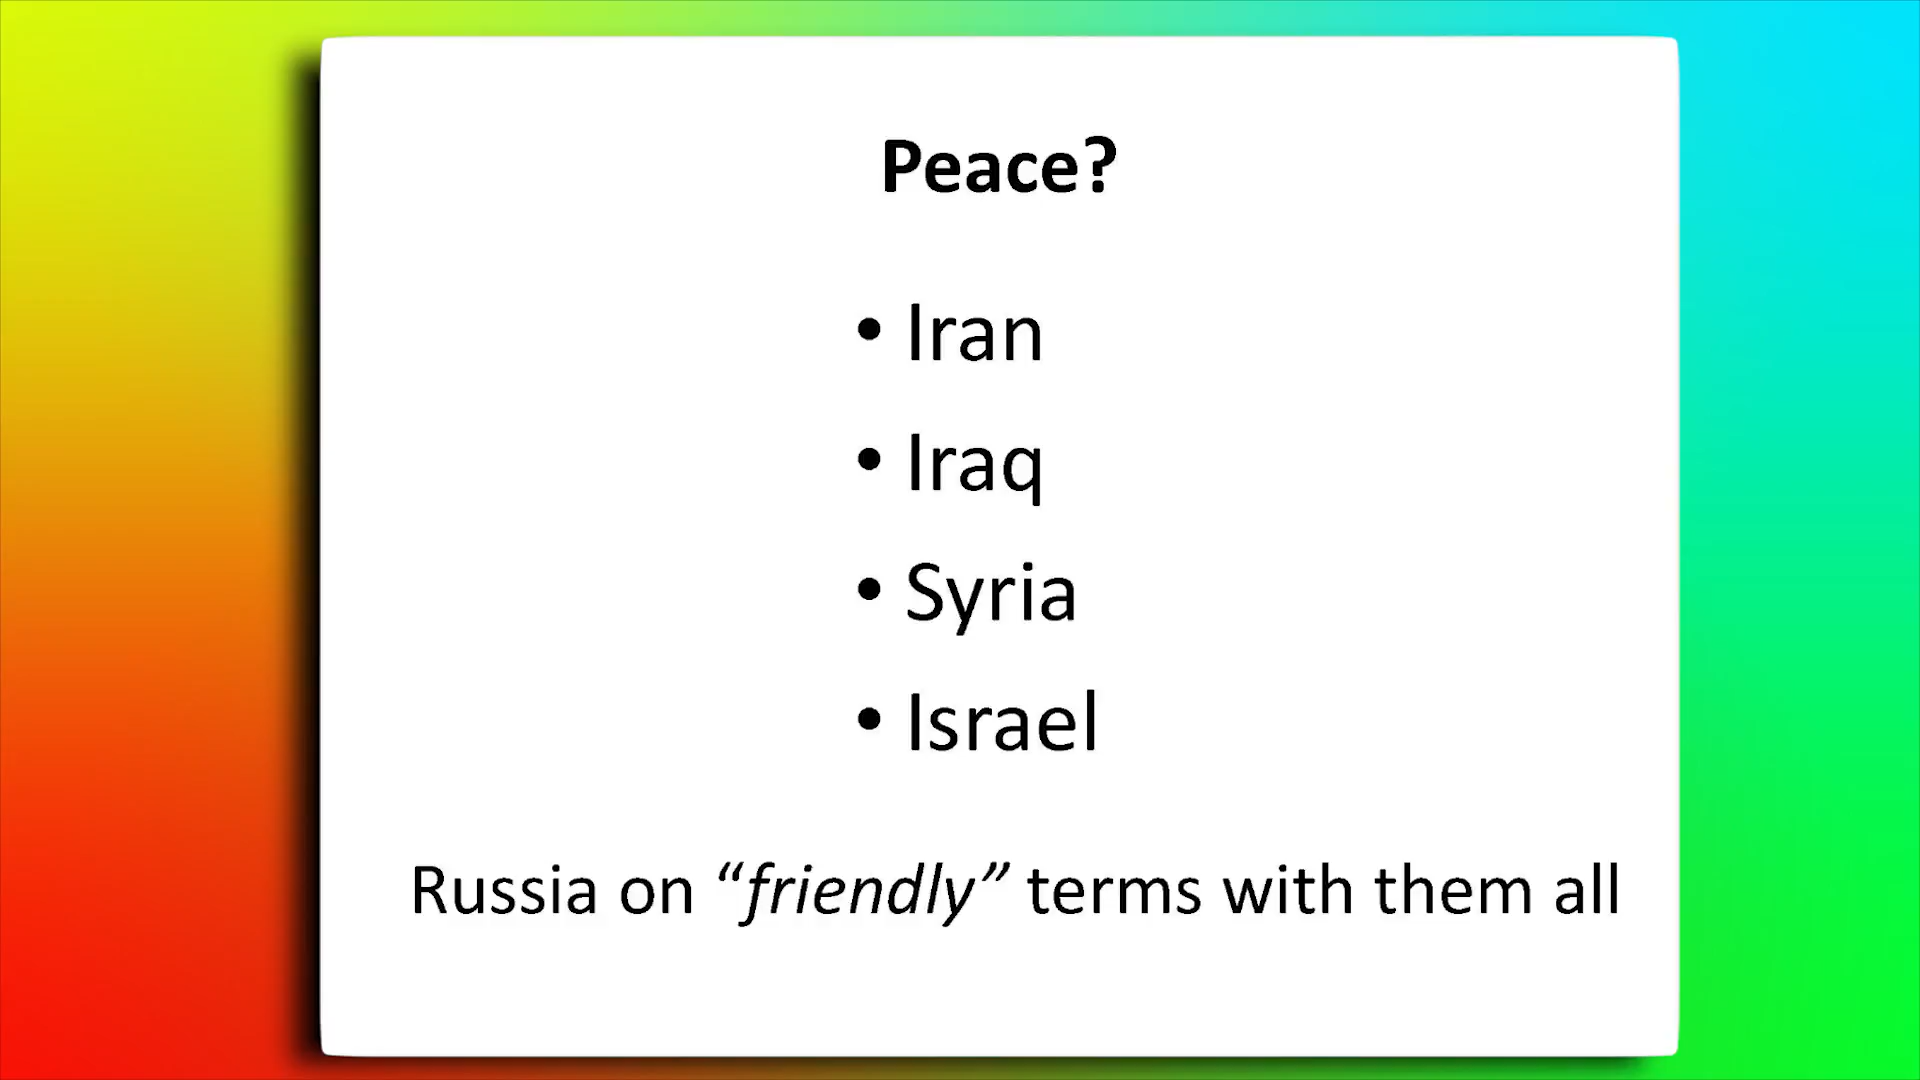 Peace?
• Iran
• Iraq
• Syria
• Israel
Russia on “friendly” terms with them all